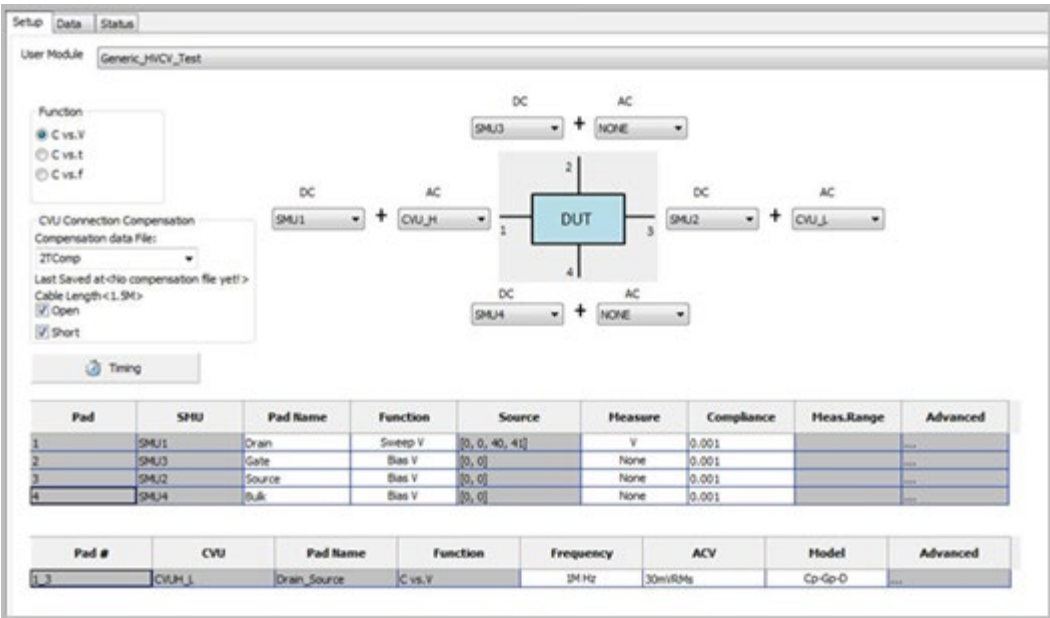 Setup Data Status
User Module Generic_HVCV_Test
Function
C vs.V
C vs.t
C vs.f
DC AC
SMU3 + NONE
DC AC
SMU1 + CVU_H
2
1 DUT 3
4
DC AC
SMU2 + CVU_L
DC AC
SMU4 + NONE
CVU Connection Compensation
Compensation data File:
2TComp
Last Saved at<No compensation file yet!>
Cable Length<1.5M>
Open
Short
Timing
Pad SMU Pad Name Function Source Measure Compliance Meas.Range Advanced
1 SMU1 Drain Sweep V [0, 0, 40, 41] V 0.001 ...
2 SMU3 Gate Bias V [0, 0] None 0.001 ...
3 SMU2 Source Bias V [0, 0] None 0.001 ...
4 SMU4 Bulk Bias V [0, 0] None 0.001 ...
Pad # CVU Pad Name Function Frequency ACV Model Advanced
1_3 CVUH_L Drain_Source C vs.V 1M Hz 30mVRMs Cp-Gp-D ...